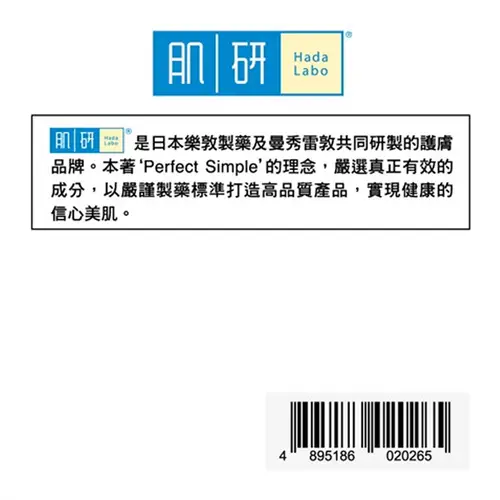 肌研 Hada
Labo ®
肌研 Hada Labo ® 是日本樂敦製藥及曼秀雷敦共同研製的護膚
品牌。本著‘Perfect Simple’的理念，嚴選真正有效的
成分，以嚴謹製藥標準打造高品質產品，實現健康的
信心美肌。
4 895186 020265